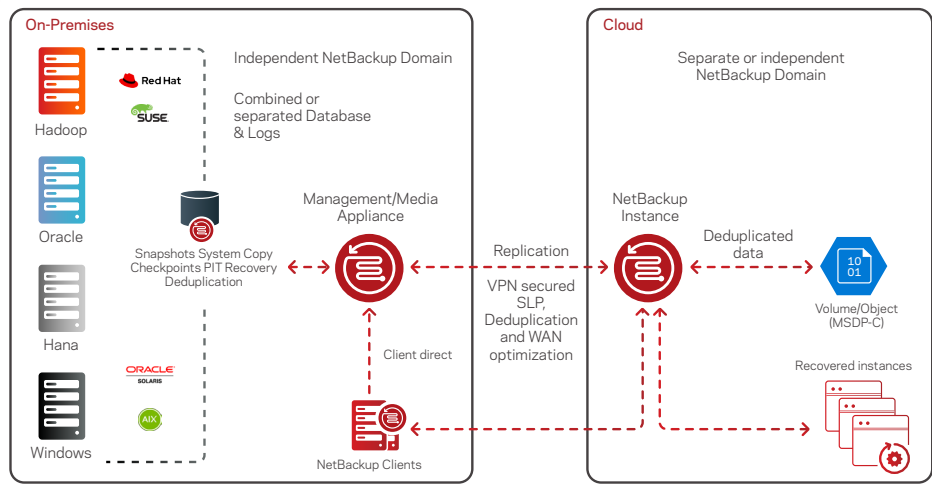 On-Premises
Hadoop
Oracle
Hana
Windows
Red Hat
SUSE
ORACLE
SOLARIS
AIX
Independent NetBackup Domain
Combined or
separated Database
& Logs
Snapshots System Copy
Checkpoints PIT Recovery
Deduplication
Management/Media
Appliance
Client direct
NetBackup Clients
Replication
VPN secured
SLP,
Deduplication
and WAN
optimization
Cloud
Separate or independent
NetBackup Domain
NetBackup
Instance
Deduplicated
data
10
01
Volume/Object
(MSDP-C)
Recovered instances